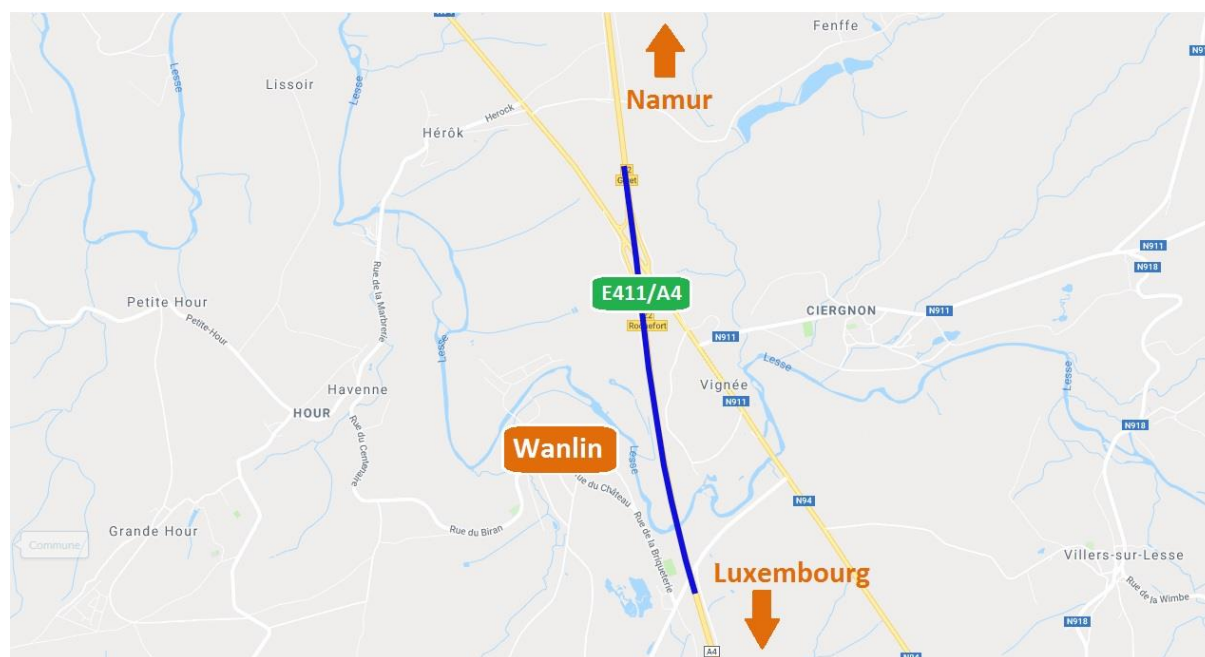 Fenffe
Lesse
Lesse
Lissoir
Namur
Herock
Hérôk
N911
N918
Rue de la Marbrerie
E411/A4
Petite Hour
CIERGNON
N911
Petite-Hour
Rochefort
N911
Lesse
Lesse
Lesse
Havenne
Vignée
N911
HOUR
Rue du Centenaire
N918
Wanlin
Lesse
Rue du Château
N94
Grande Hour
Rue du Biran
Rue de la Briqueterie
Commune
Villers-sur-Lesse
Luxembourg
Rue de la Wimbe
N918
A4
N94